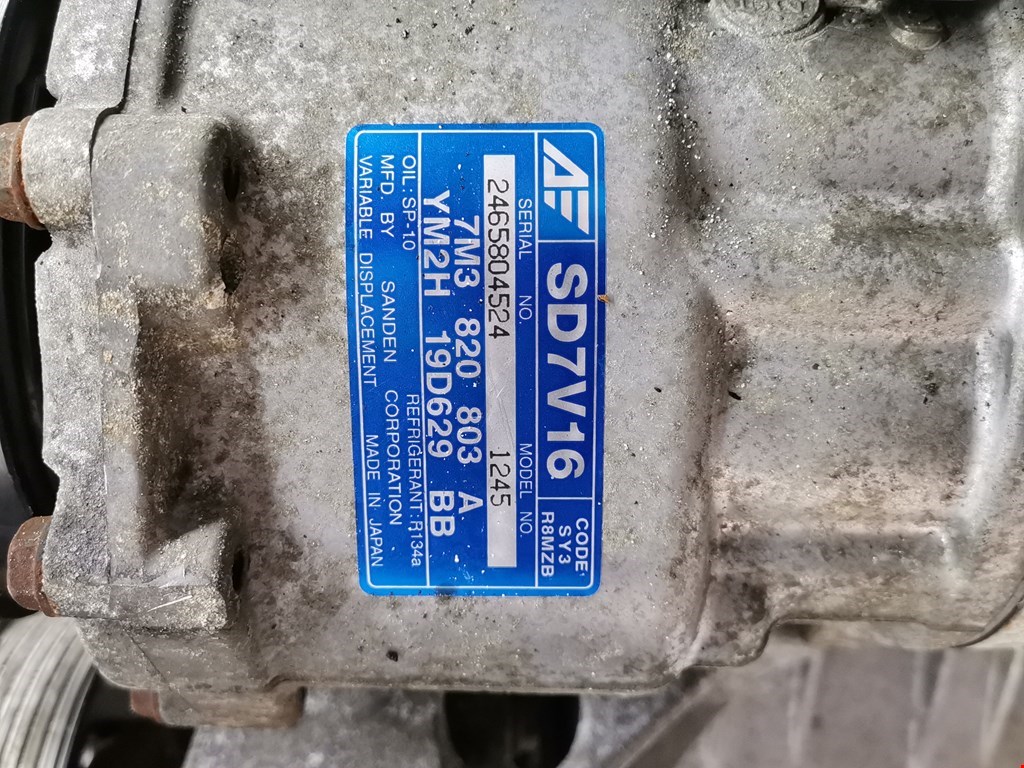 AE SD7V16 CODE
SY3
R8MZB
SERIAL NO. MODEL NO.
2465804524 1245
7M3 820 803 A
YM2H 19D629 BB
OIL:SP-10 REFRIGERANT:R134a
MFD. BY SANDEN CORPORATION
VARIABLE DISPLACEMENT MADE IN JAPAN